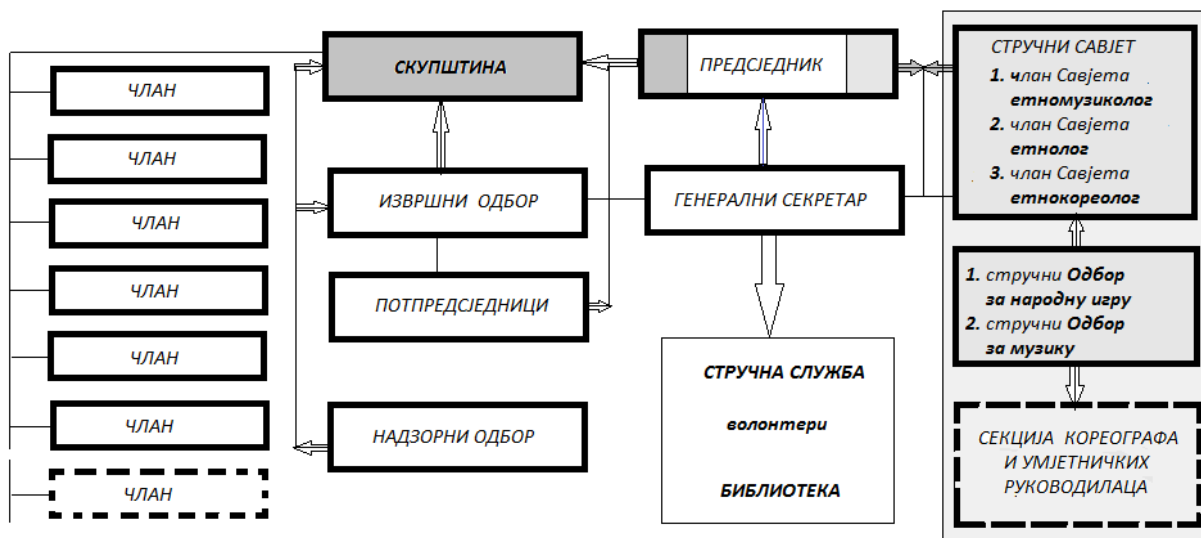 СКУПШТИНА
ПРЕДСЈЕДНИК
СТРУЧНИ САВЈЕТ
1. члан Савјета
етномузиколог
2. члан Савјета
етнолог
3. члан Савјета
етнокореолог
ЧЛАН
ЧЛАН
ЧЛАН
ЧЛАН
ЧЛАН
ЧЛАН
ЧЛАН
ИЗВРШНИ ОДБОР
ГЕНЕРАЛНИ СЕКРЕТАР
ПОТПРЕДСЈЕДНИЦИ
НАДЗОРНИ ОДБОР
СТРУЧНА СЛУЖБА
волонтери
БИБЛИОТЕКА
1. стручни Одбор
за народну игру
2. стручни Одбор
за музику
СЕКЦИЈА КОРЕОГРАФА
И УМЈЕТНИЧКИХ
РУКОВОДИЛАЦА